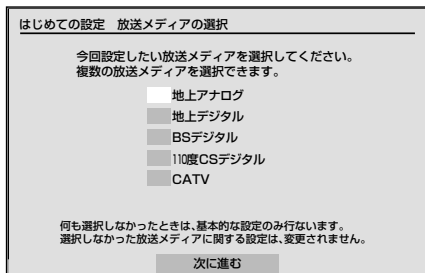 はじめての設定　放送メディアの選択
今回設定したい放送メディアを選択してください。
複数の放送メディアを選択できます。
地上アナログ
地上デジタル
BSデジタル
110度CSデジタル
CATV
何も選択しなかったときは、基本的な設定のみ行ないます。
選択しなかった放送メディアに関する設定は、変更されません。
次に進む